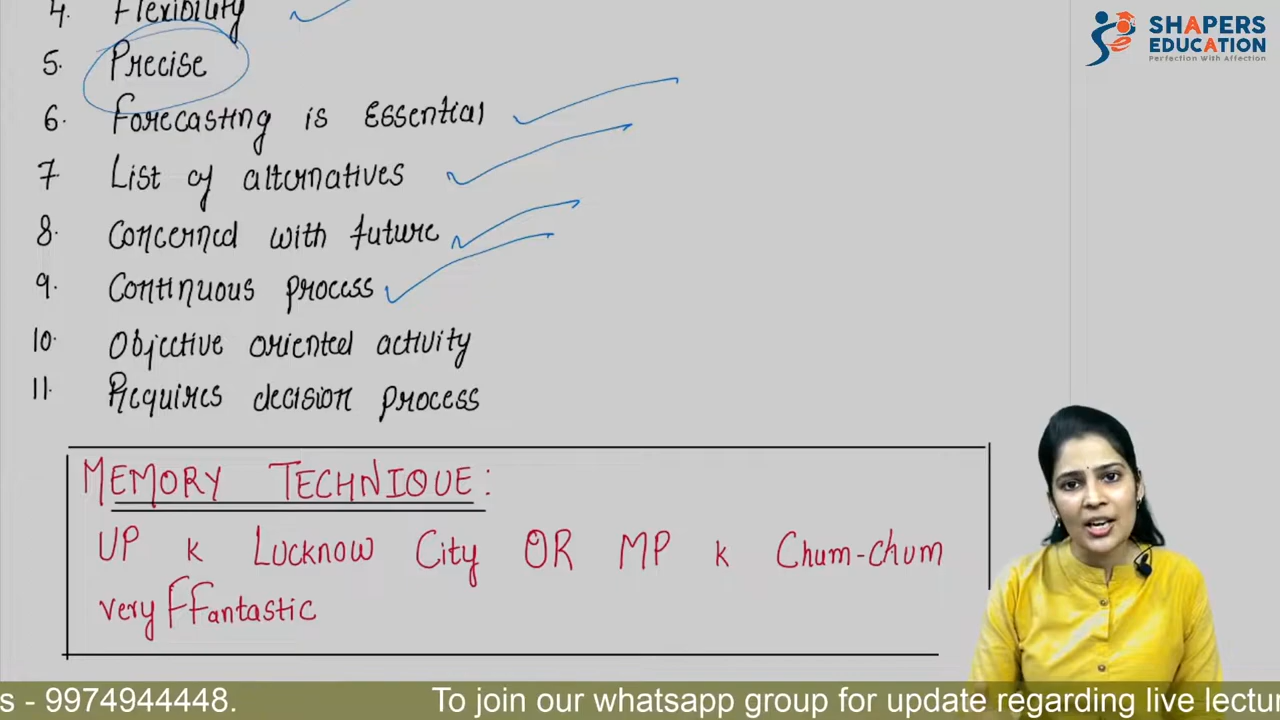 4. Flexibility
5. Precise
6. Forecasting is Essential
7 List of alternatives
8. Concerned with future
9. Continuous process
10. Objective oriented activity
11. Requires decision process
MEMORY TECHNIQUE:
UP k Lucknow City OR MP k Chum-chum
very FFantastic
SHAPERS
EDUCATION
Perfection With Affection
s - 9974944448. To join our whatsapp group for update regarding live lectu